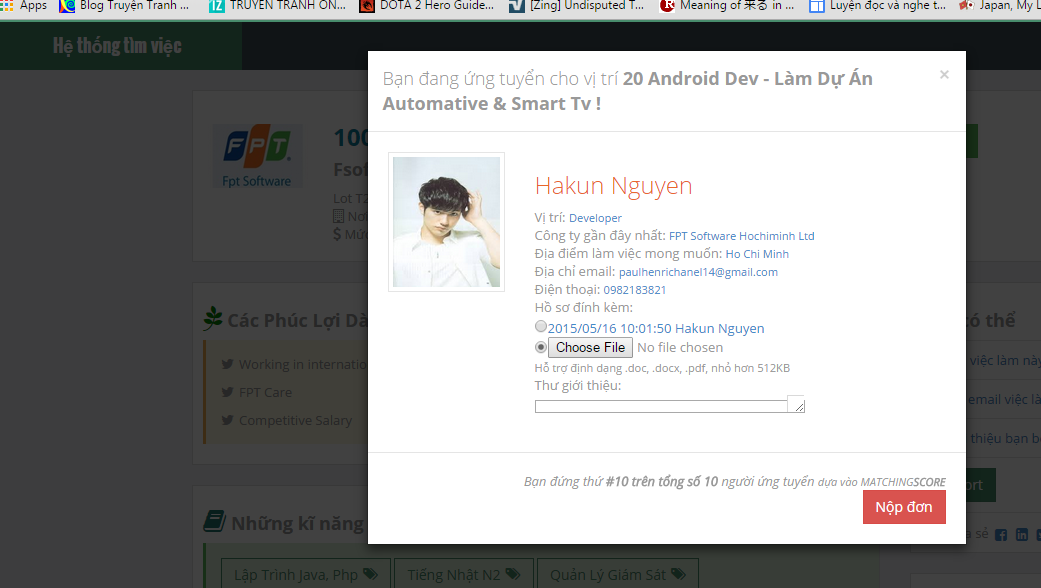 Apps Blog Truyện Tranh ... TRUYỆN TRANH ON... DOTA 2 Hero Guide... [Zing] Undisputed T... Meaning of 来る in ... Luyện đọc và nghe t... Japan, My L
Hệ thống tìm việc
Bạn đang ứng tuyển cho vị trí 20 Android Dev - Làm Dự Án
Automative & Smart Tv !
×
FPT
Fpt Software
100
Fsof
Lot T2
Nơi
$ Mức
Hakun Nguyen
Vị trí: Developer
Công ty gần đây nhất: FPT Software Hochiminh Ltd
Địa điểm làm việc mong muốn: Ho Chi Minh
Địa chỉ email: paulhenrichanel14@gmail.com
Điện thoại: 0982183821
Hồ sơ đính kèm:
2015/05/16 10:01:50 Hakun Nguyen
Choose File No file chosen
Hỗ trợ định dạng .doc, .docx, .pdf, nhỏ hơn 512KB
Thư giới thiệu:
Các Phúc Lợi Dà
Working in internatio
FPT Care
Competitive Salary
có thể
việc làm này
email việc là
thiệu bạn b
ort
a sẻ
Bạn đứng thứ #10 trên tổng số 10 người ứng tuyển dựa vào MATCHINGSCORE
Nộp đơn
Những kĩ năng
Lập Trình Java, Php Tiếng Nhật N2 Quản Lý Giám Sát